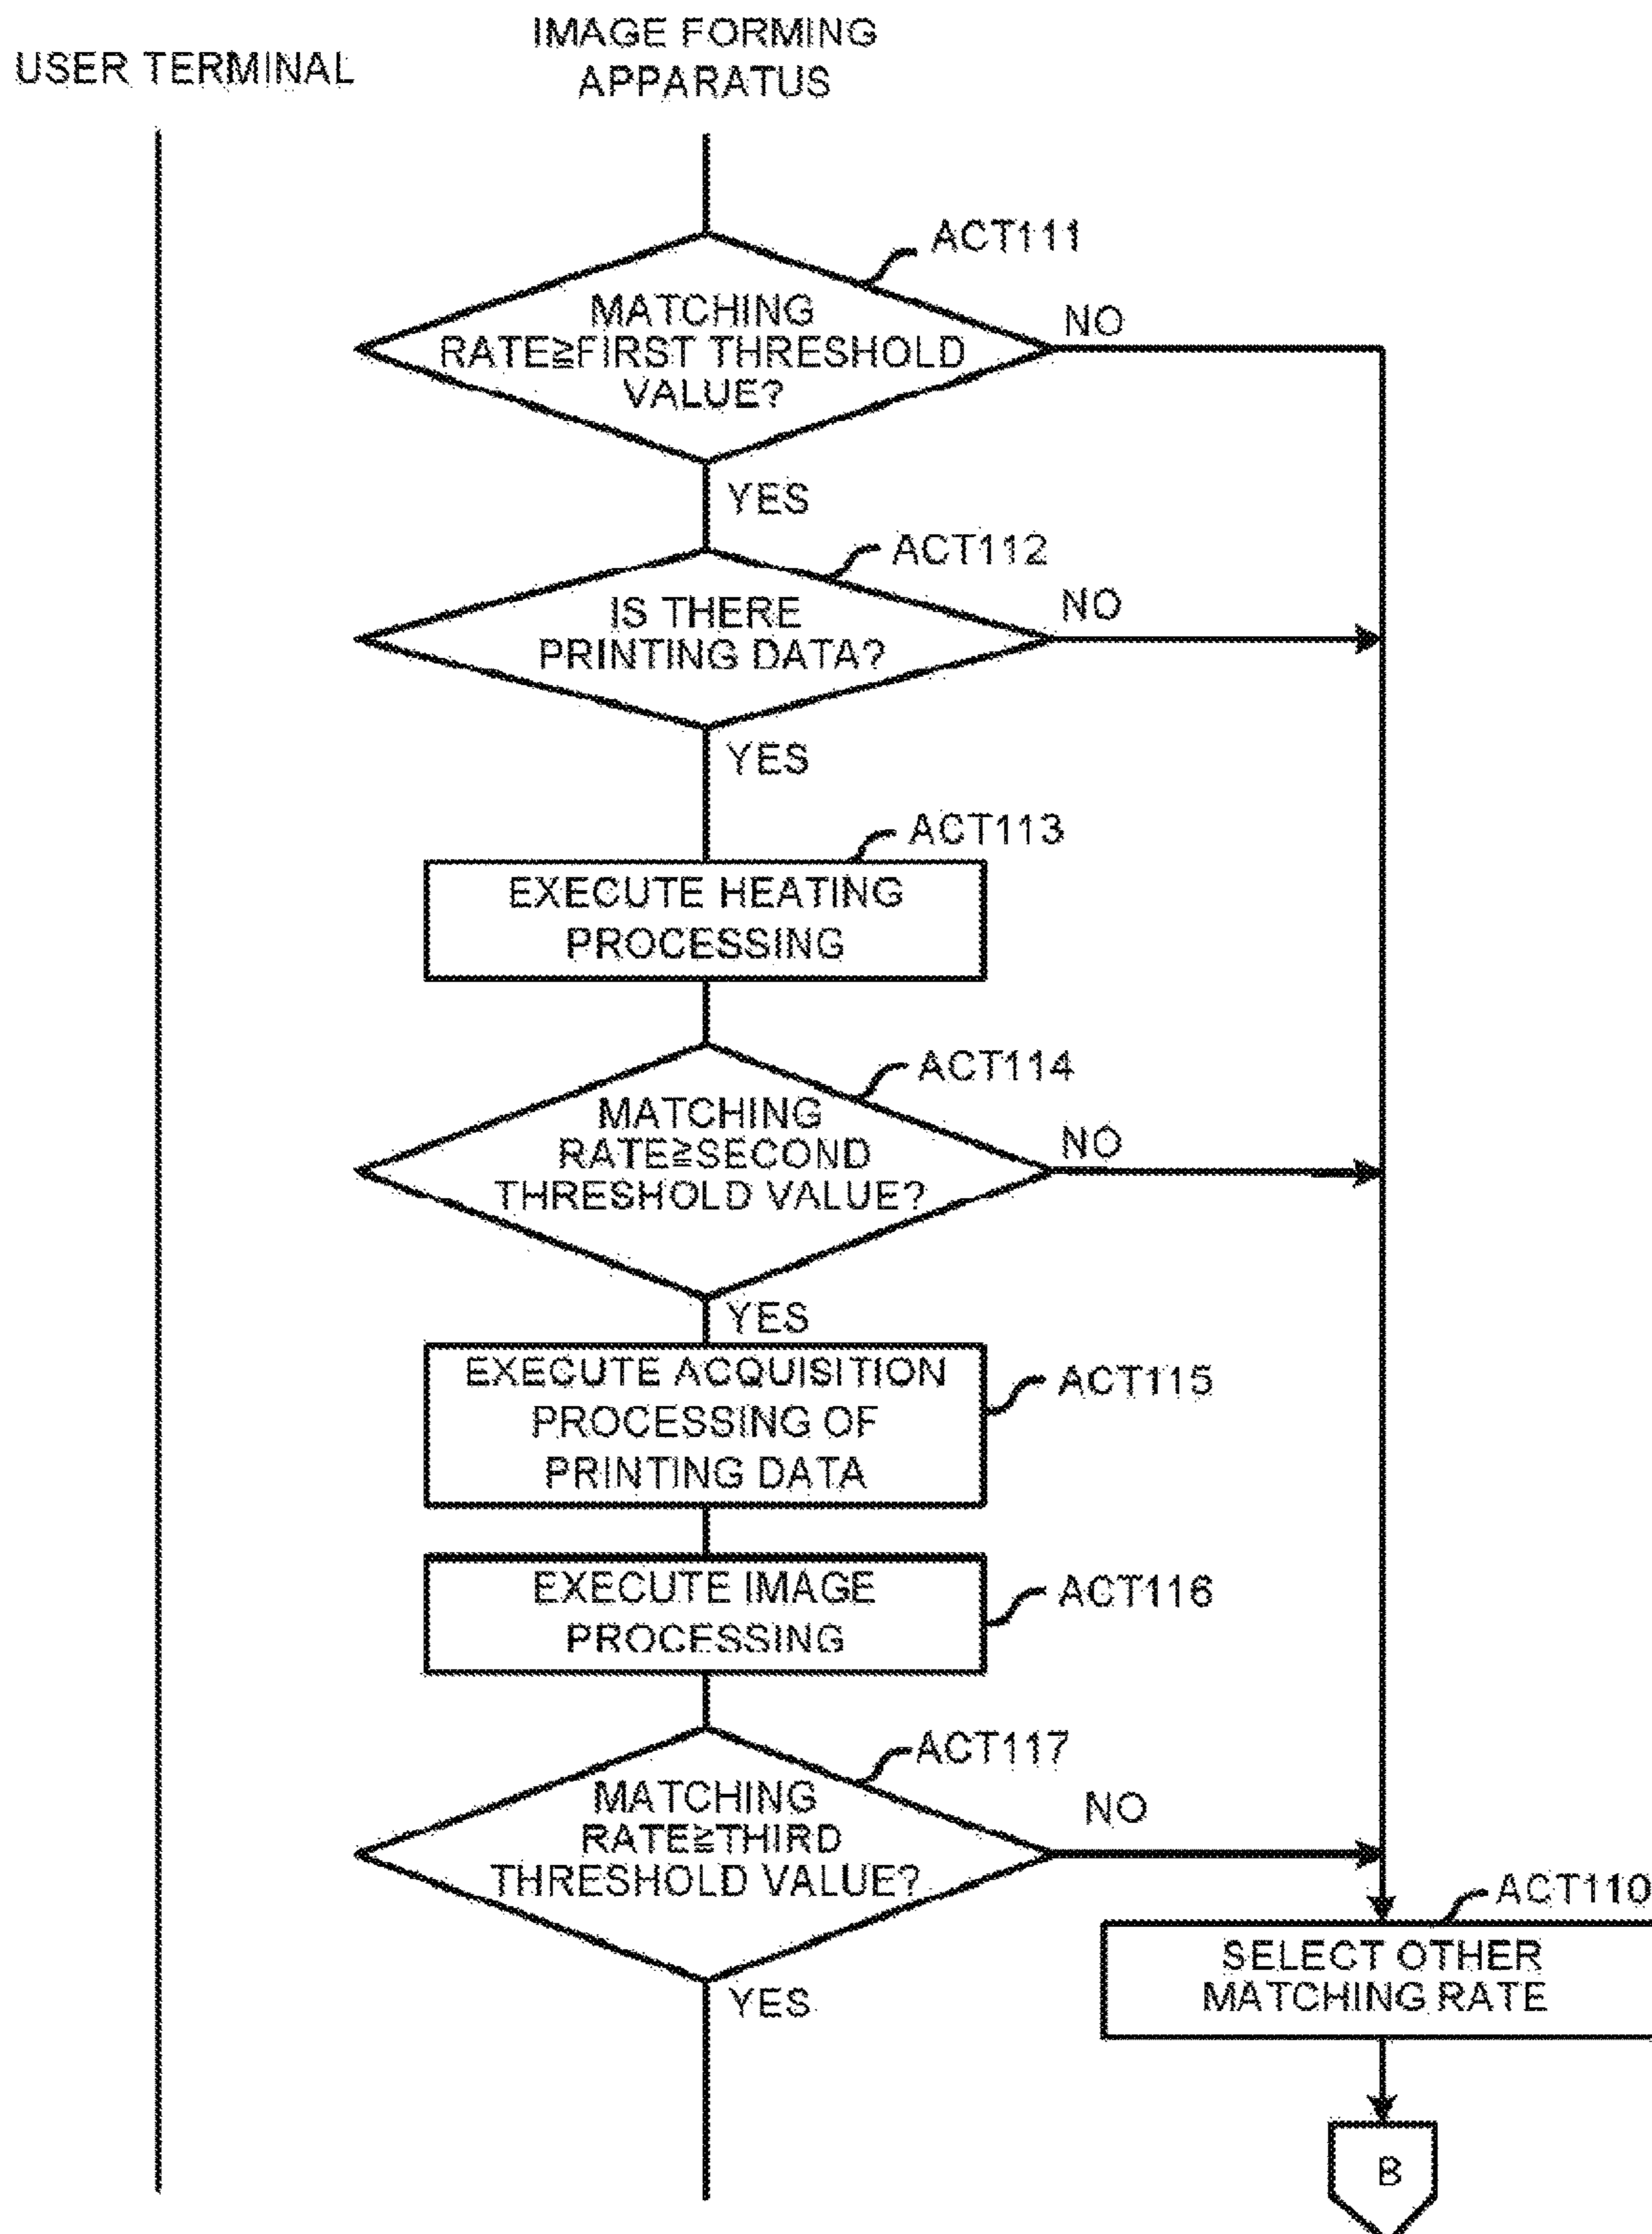 USER TERMINAL
IMAGE FORMING
APPARATUS
ACT111
MATCHING
RATE≧FIRST THRESHOLD
VALUE?
NO
YES
ACT112
IS THERE
PRINTING DATA?
NO
YES
ACT113
EXECUTE HEATING
PROCESSING
ACT114
MATCHING
RATE≧SECOND
THRESHOLD VALUE?
NO
YES
EXECUTE ACQUISITION
PROCESSING OF
PRINTING DATA
ACT115
EXECUTE IMAGE
PROCESSING
ACT116
ACT117
MATCHING
RATE≧THIRD
THRESHOLD VALUE?
NO
YES
ACT110
SELECT OTHER
MATCHING RATE
B